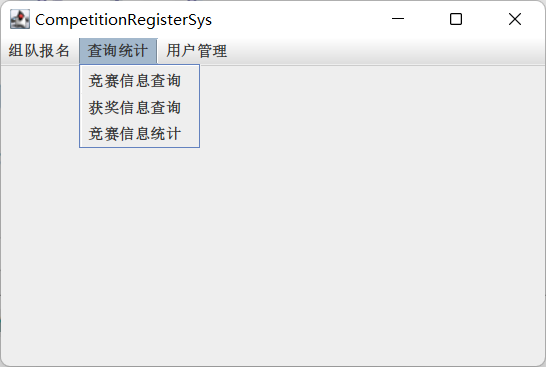 CompetitionRegisterSys
组队报名 查询统计 用户管理
竞赛信息查询
获奖信息查询
竞赛信息统计